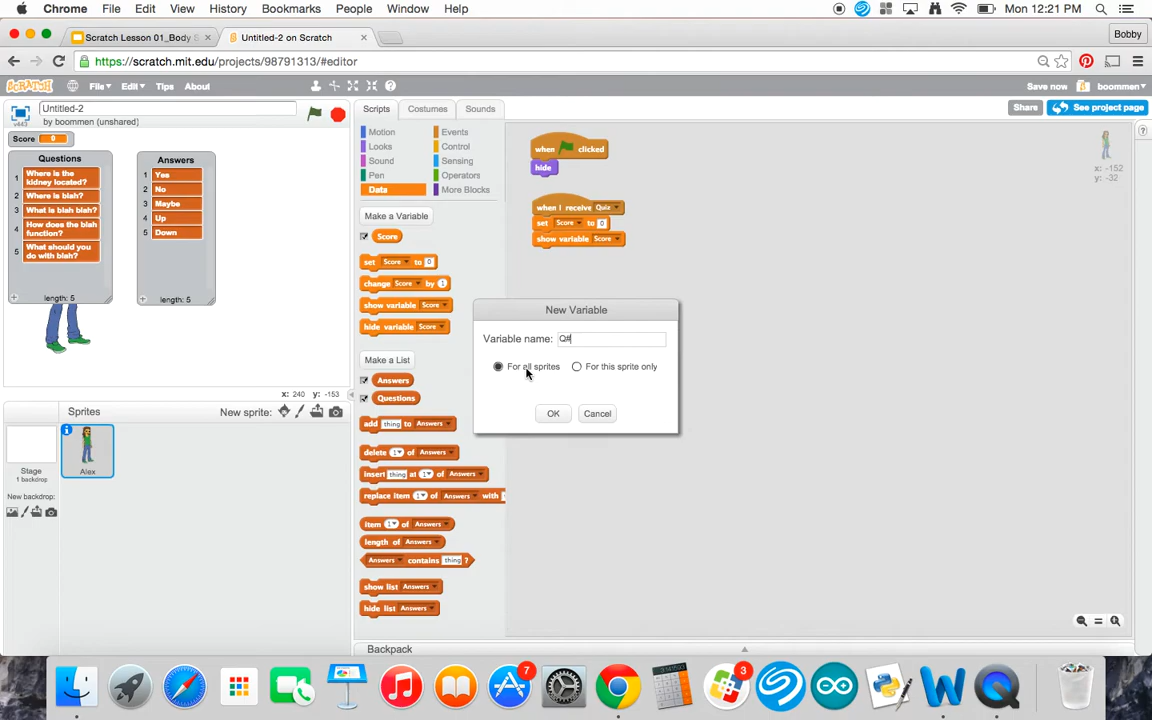 Chrome File Edit View History Bookmarks People Window Help Mon 12:21 PM
Scratch Lesson 01_Body S Untitled-2 on Scratch Bobby
https://scratch.mit.edu/projects/98791313/#editor
SCRATCH File Edit Tips About Save now boommen
Untitled-2
by boommen (unshared)
v443
Scripts Costumes Sounds
Share See project page
Score 0
Questions
1 Where is the kidney located?
2 Where is blah?
3 What is blah blah?
4 How does the blah function?
5 What should you do with blah?
length: 5
Answers
1 Yes
2 No
3 Maybe
4 Up
5 Down
length: 5
x: 240 y: -153
Sprites New sprite:
Stage
1 backdrop
New backdrop:
Alex
Motion Events
Looks Control
Sound Sensing
Pen Operators
Data More Blocks
Make a Variable
Score
set Score to 0
change Score by 1
show variable Score
hide variable Score
Make a List
Answers
Questions
add thing to Answers
delete 1 of Answers
insert thing at 1 of Answers
replace item 1 of Answers with
item 1 of Answers
length of Answers
Answers contains thing ?
show list Answers
hide list Answers
when clicked
hide
when I receive Quiz
set Score to 0
show variable Score
x: -152
y: -32
New Variable
Variable name: Q#
For all sprites For this sprite only
OK Cancel
Backpack
7
3